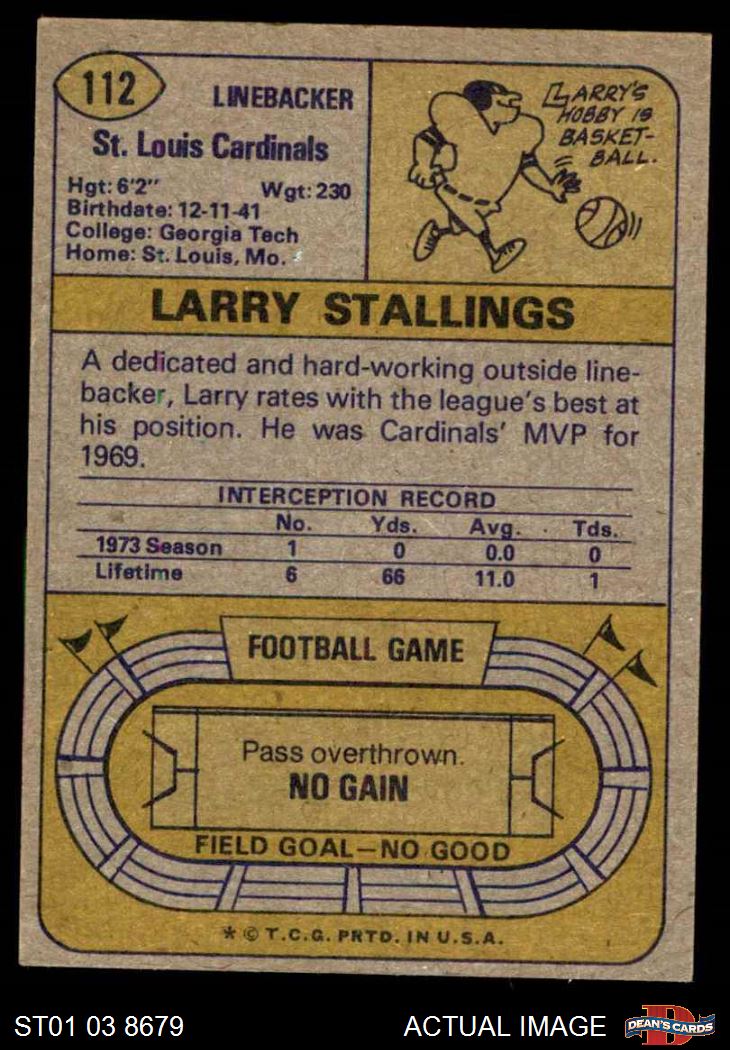 112
LINEBACKER
St. Louis Cardinals
Hgt: 6'2" Wgt: 230
Birthdate: 12-11-41
College: Georgia Tech
Home: St. Louis, Mo.
LARRY'S
HOBBY IS
BASKET-
BALL.
LARRY STALLINGS
A dedicated and hard-working outside line-
backer, Larry rates with the league's best at
his position. He was Cardinals' MVP for
1969.
INTERCEPTION RECORD
No. Yds. Avg. Tds.
1973 Season 1 0 0.0 0
Lifetime 6 66 11.0 1
FOOTBALL GAME
Pass overthrown.
NO GAIN
FIELD GOAL—NO GOOD
* © T.C.G. PRTD. IN U.S.A.
ST01 03 8679
ACTUAL IMAGE
D
DEAN'S CARDS